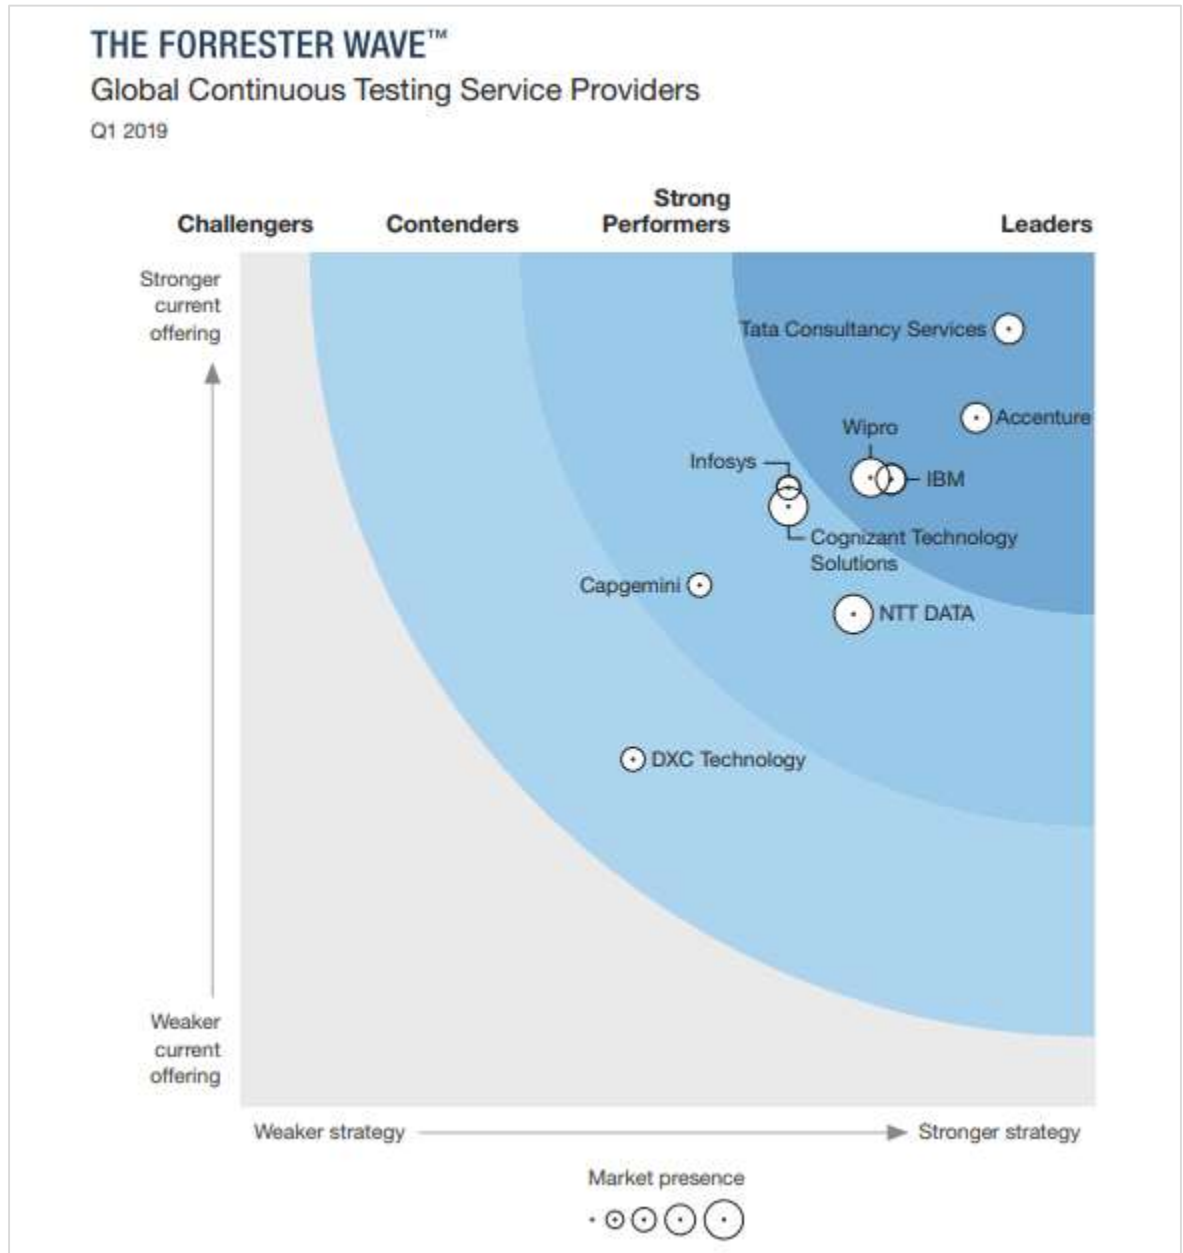 THE FORRESTER WAVE™
Global Continuous Testing Service Providers
Q1 2019
Challengers
Contenders
Strong
Performers
Leaders
Stronger
current
offering
Tata Consultancy Services
Accenture
Wipro
Infosys
IBM
Cognizant Technology
Solutions
Capgemini
NTT DATA
DXC Technology
Weaker
current
offering
Weaker strategy
Stronger strategy
Market presence